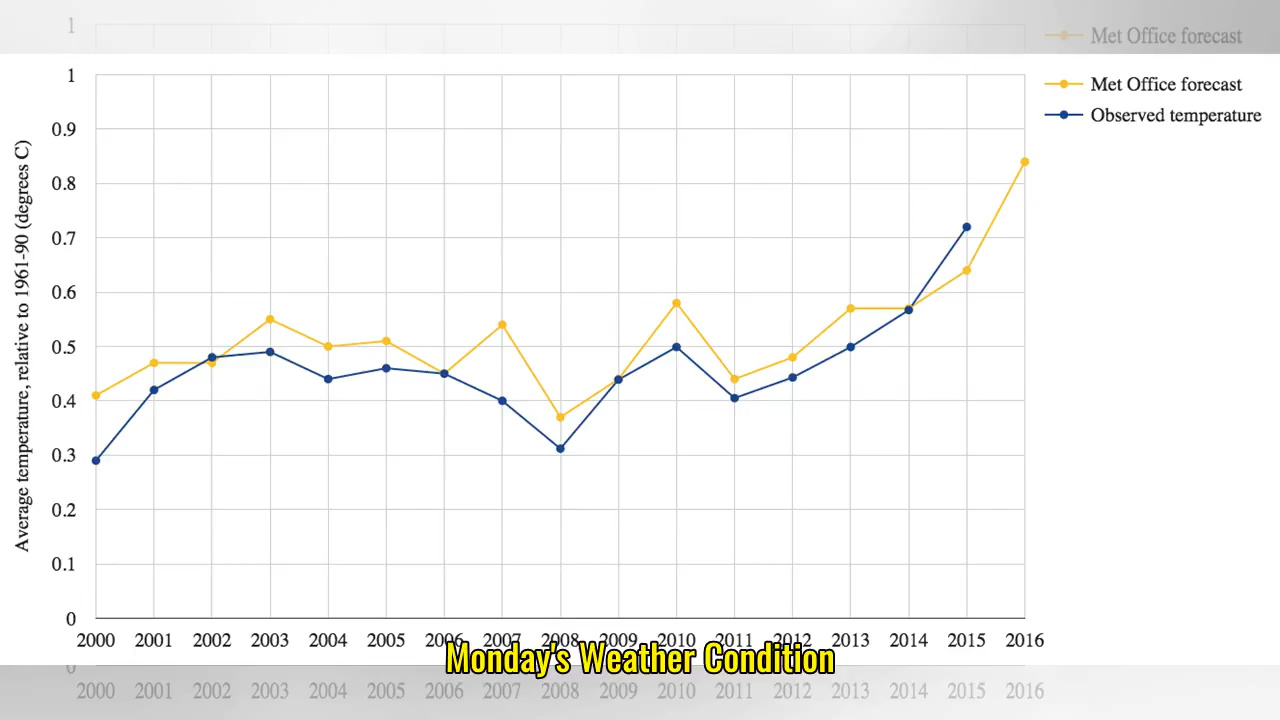 1
Met Office forecast
1
Met Office forecast
0.9
Observed temperature
0.8
0.7
0.6
0.5
0.4
0.3
0.2
0.1
0
Average temperature, relative to 1961-90 (degrees C)
2000 2001 2002 2003 2004 2005 2006 2007 2008 2009 2010 2011 2012 2013 2014 2015 2016
Monday's Weather Condition
0
2000 2001 2002 2003 2004 2005 2006 2007 2008 2009 2010 2011 2012 2013 2014 2015 2016